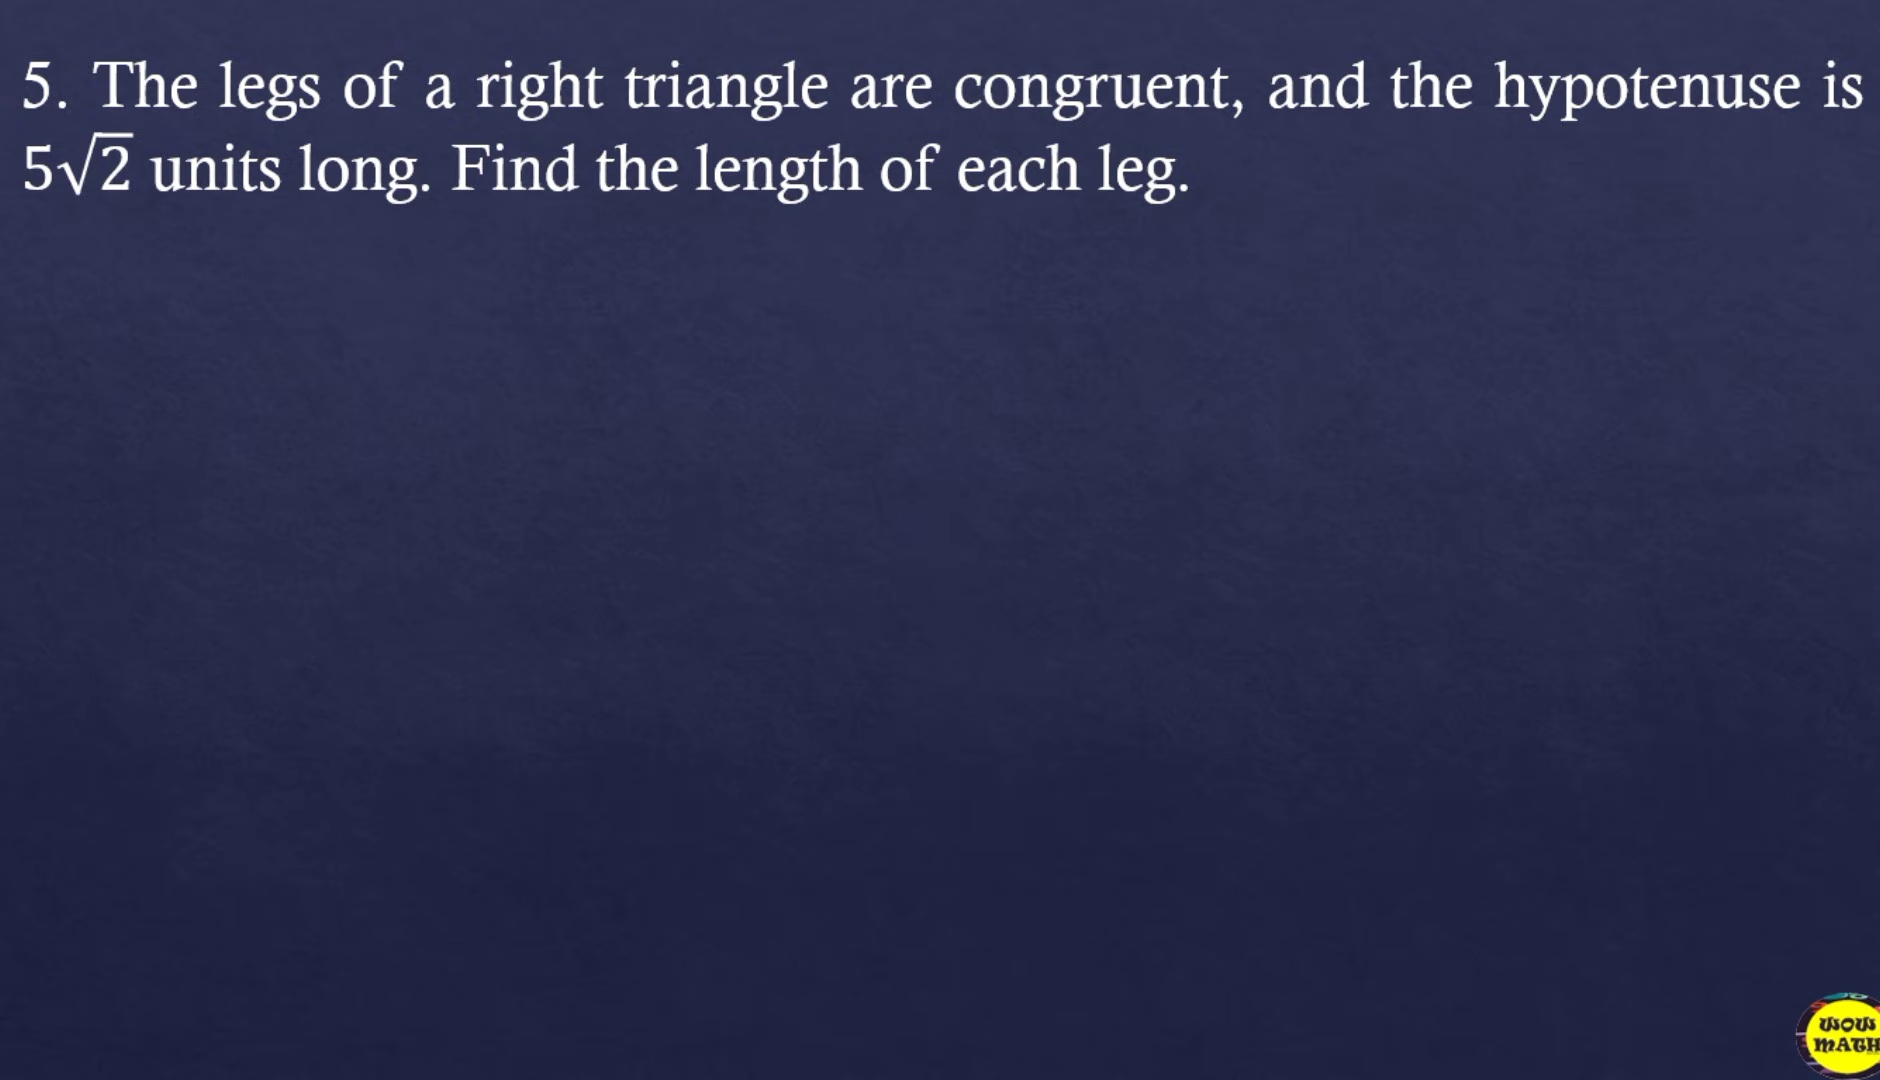 5. The legs of a right triangle are congruent, and the hypotenuse is
5√2 units long. Find the length of each leg.
WOW
MATH